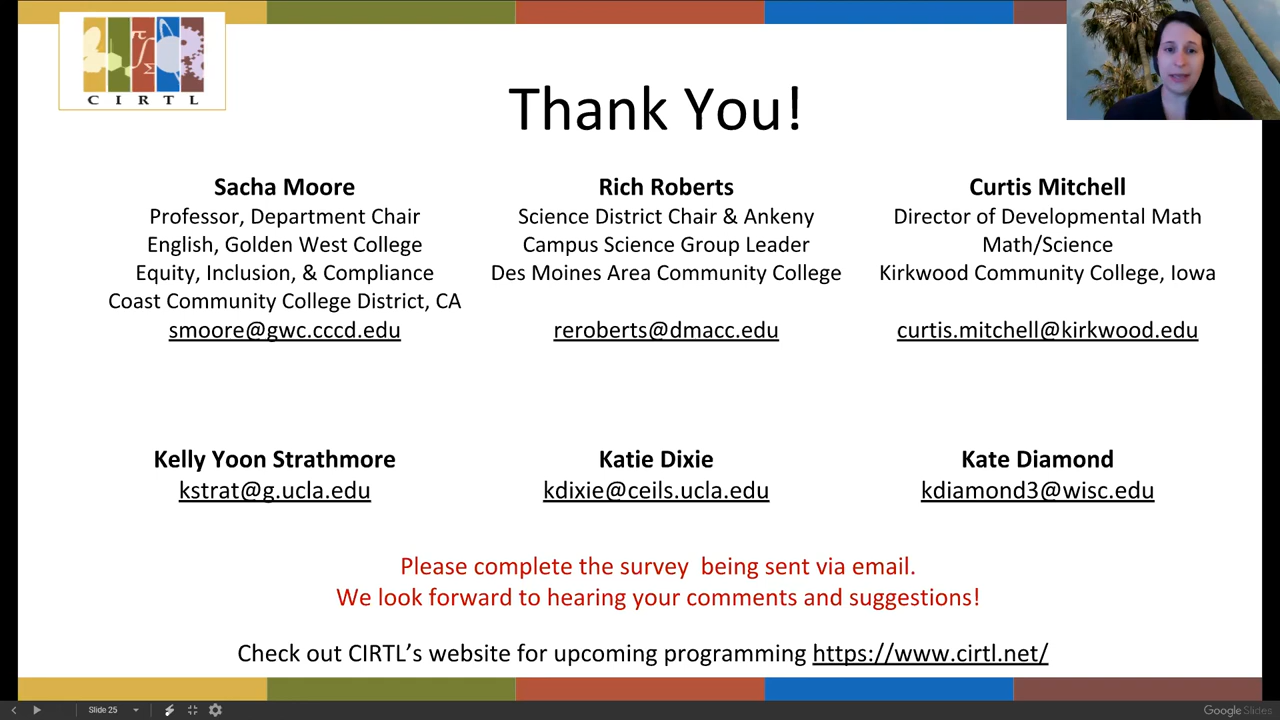 CIRTL
Thank You!
Sacha Moore
Professor, Department Chair
English, Golden West College
Equity, Inclusion, & Compliance
Coast Community College District, CA
smoore@gwc.cccd.edu
Rich Roberts
Science District Chair & Ankeny
Campus Science Group Leader
Des Moines Area Community College
reroberts@dmacc.edu
Curtis Mitchell
Director of Developmental Math
Math/Science
Kirkwood Community College, Iowa
curtis.mitchell@kirkwood.edu
Kelly Yoon Strathmore
kstrat@g.ucla.edu
Katie Dixie
kdixie@ceils.ucla.edu
Kate Diamond
kdiamond3@wisc.edu
Please complete the survey  being sent via email.
We look forward to hearing your comments and suggestions!
Check out CIRTL’s website for upcoming programming https://www.cirtl.net/
Slide 25
Google Slides